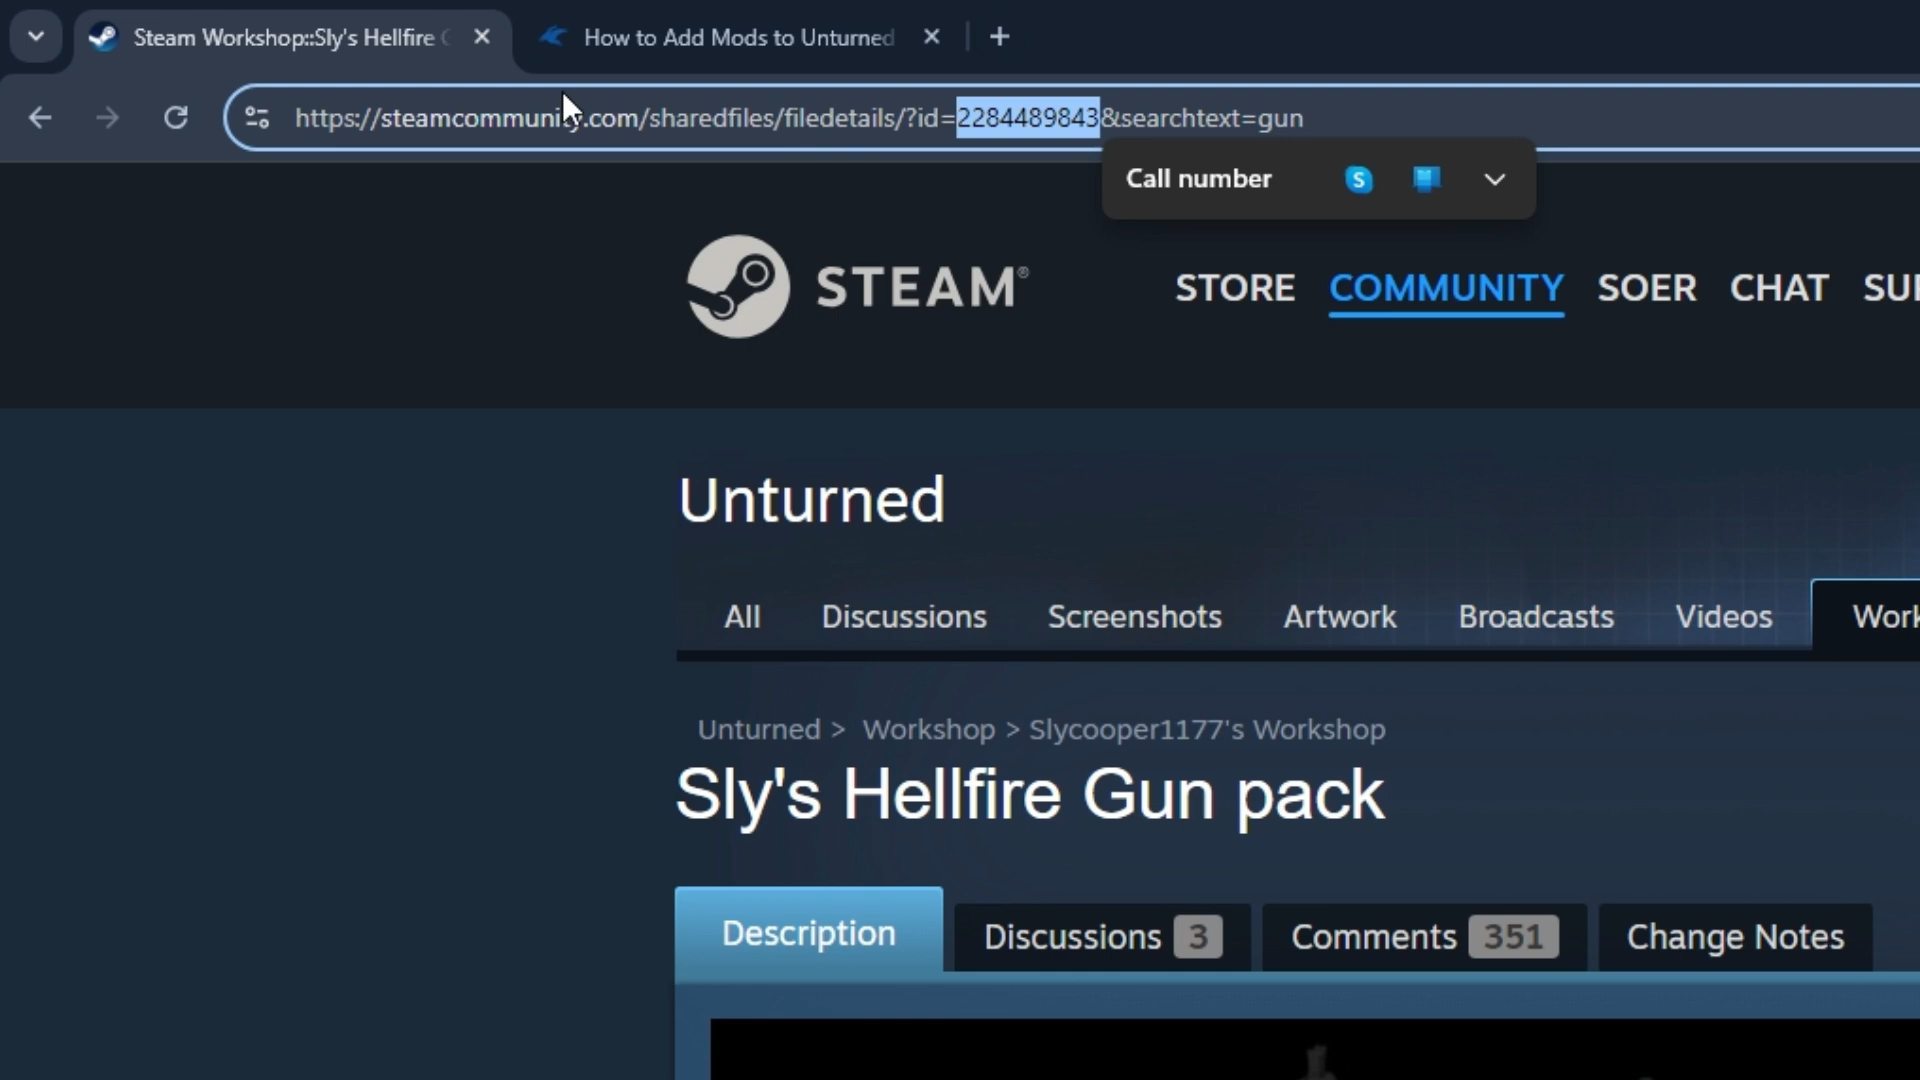 Steam Workshop::Sly's Hellfire
How to Add Mods to Unturned
https://steamcommunity.com/sharedfiles/filedetails/?id=2284489843&searchtext=gun
Call number
STEAM®
STORE COMMUNITY SOER CHAT SU
Unturned
All Discussions Screenshots Artwork Broadcasts Videos Work
Unturned > Workshop > Slycooper1177's Workshop
Sly's Hellfire Gun pack
Description Discussions 3 Comments 351 Change Notes